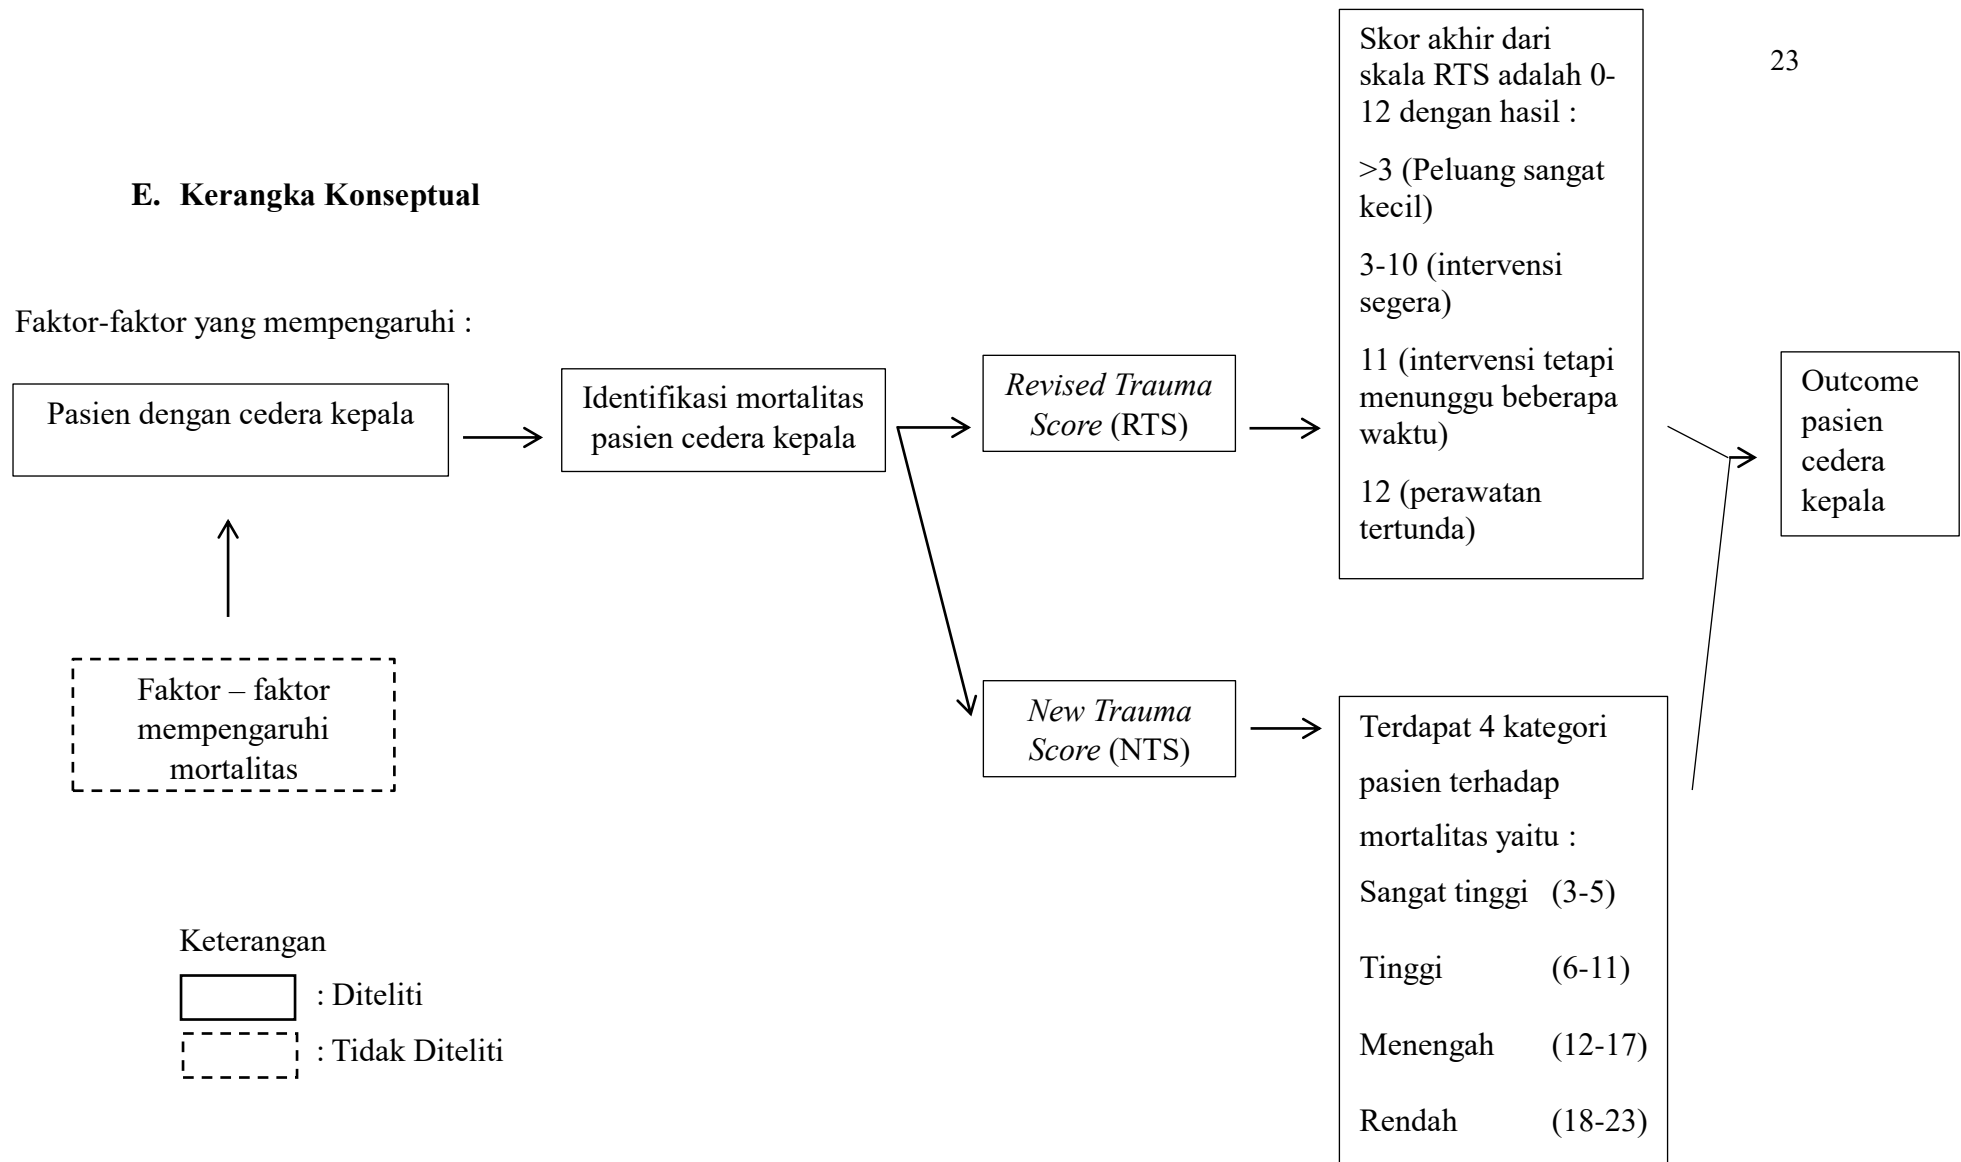 23
E. Kerangka Konseptual
Faktor-faktor yang mempengaruhi :
Pasien dengan cedera kepala
Faktor – faktor
mempengaruhi
mortalitas
Identifikasi mortalitas
pasien cedera kepala
Revised Trauma
Score (RTS)
New Trauma
Score (NTS)
Skor akhir dari
skala RTS adalah 0-
12 dengan hasil :
>3 (Peluang sangat
kecil)
3-10 (intervensi
segera)
11 (intervensi tetapi
menunggu beberapa
waktu)
12 (perawatan
tertunda)
Terdapat 4 kategori
pasien terhadap
mortalitas yaitu :
Sangat tinggi (3-5)
Tinggi (6-11)
Menengah (12-17)
Rendah (18-23)
Outcome
pasien
cedera
kepala
Keterangan
: Diteliti
: Tidak Diteliti